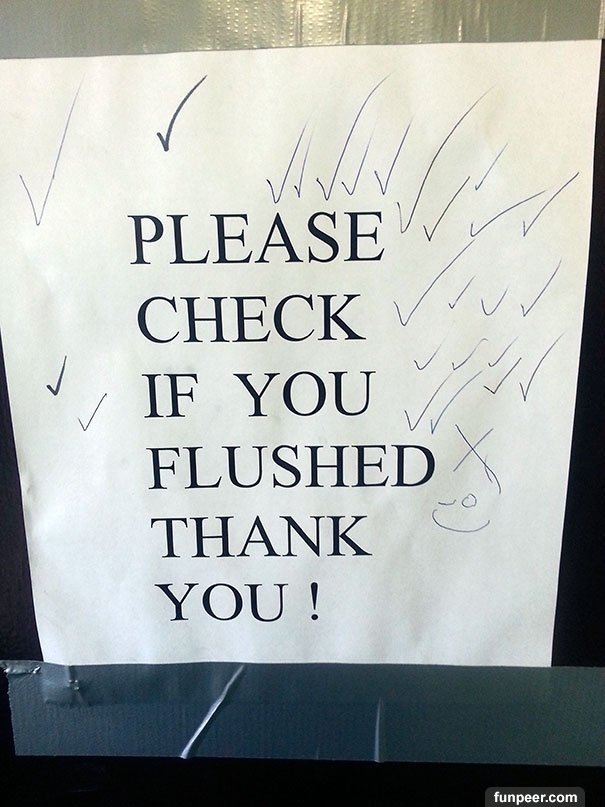 PLEASE
CHECK
IF YOU
FLUSHED
THANK
YOU !
funpeer.com